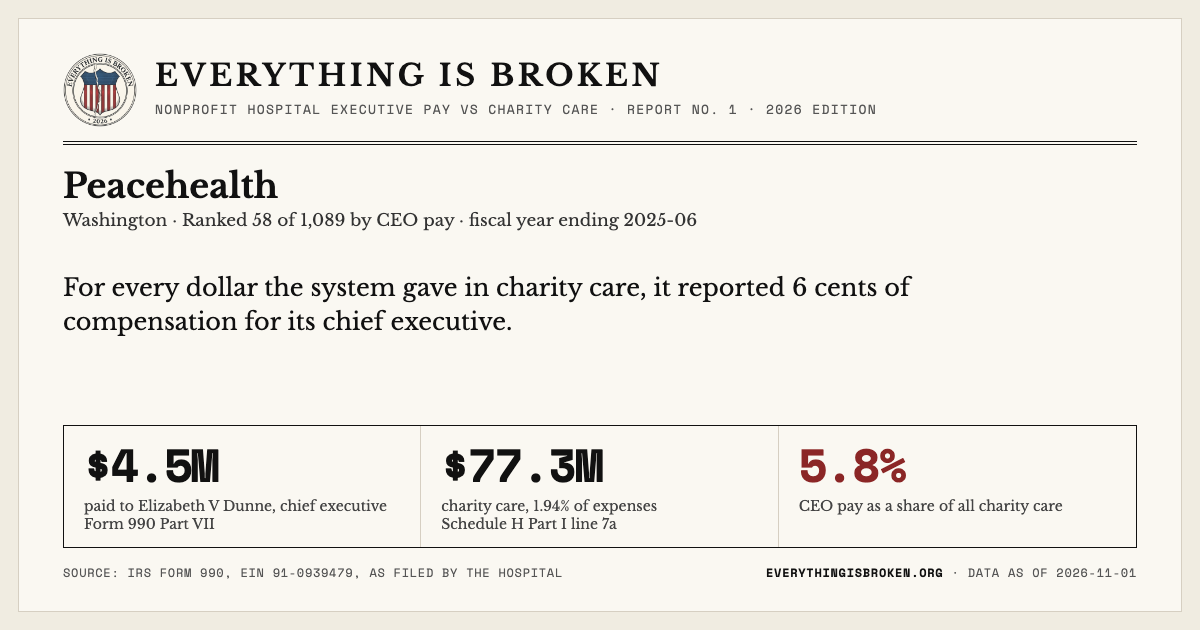 EVERYTHING IS BROKEN
· 2026 ·
EVERYTHING IS BROKEN
NONPROFIT HOSPITAL EXECUTIVE PAY VS CHARITY CARE · REPORT NO. 1 · 2026 EDITION
Peacehealth
Washington · Ranked 58 of 1,089 by CEO pay · fiscal year ending 2025-06
For every dollar the system gave in charity care, it reported 6 cents of
compensation for its chief executive.
$4.5M
paid to Elizabeth V Dunne, chief executive
Form 990 Part VII
$77.3M
charity care, 1.94% of expenses
Schedule H Part I line 7a
5.8%
CEO pay as a share of all charity care
SOURCE: IRS FORM 990, EIN 91-0939479, AS FILED BY THE HOSPITAL
EVERYTHINGISBROKEN.ORG · DATA AS OF 2026-11-01